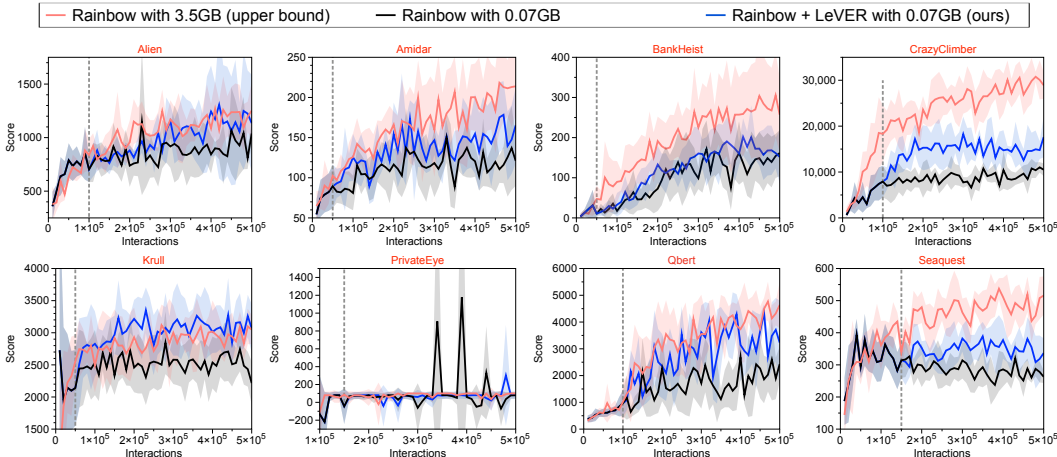 Rainbow with 3.5GB (upper bound) Rainbow with 0.07GB Rainbow + LeVER with 0.07GB (ours)
Alien Amidar BankHeist CrazyClimber
Score 1500 1000 500
0 1×10⁵ 2×10⁵ 3×10⁵ 4×10⁵ 5×10⁵
Interactions
Score 250 200 150 100 50
0 1×10⁵ 2×10⁵ 3×10⁵ 4×10⁵ 5×10⁵
Interactions
Score 400 300 200 100 0
0 1×10⁵ 2×10⁵ 3×10⁵ 4×10⁵ 5×10⁵
Interactions
Score 30,000 20,000 10,000 0
0 1×10⁵ 2×10⁵ 3×10⁵ 4×10⁵ 5×10⁵
Interactions
Krull PrivateEye Qbert Seaquest
Score 4000 3500 3000 2500 2000 1500
0 1×10⁵ 2×10⁵ 3×10⁵ 4×10⁵ 5×10⁵
Interactions
Score 1400 1200 1000 800 600 400 200 0 −200
1×10⁵ 2×10⁵ 3×10⁵ 4×10⁵ 5×10⁵
Interactions
Score 6000 5000 4000 3000 2000 1000 0
0 1×10⁵ 2×10⁵ 3×10⁵ 4×10⁵ 5×10⁵
Interactions
Score 600 500 400 300 200 100
0 1×10⁵ 2×10⁵ 3×10⁵ 4×10⁵ 5×10⁵
Interactions